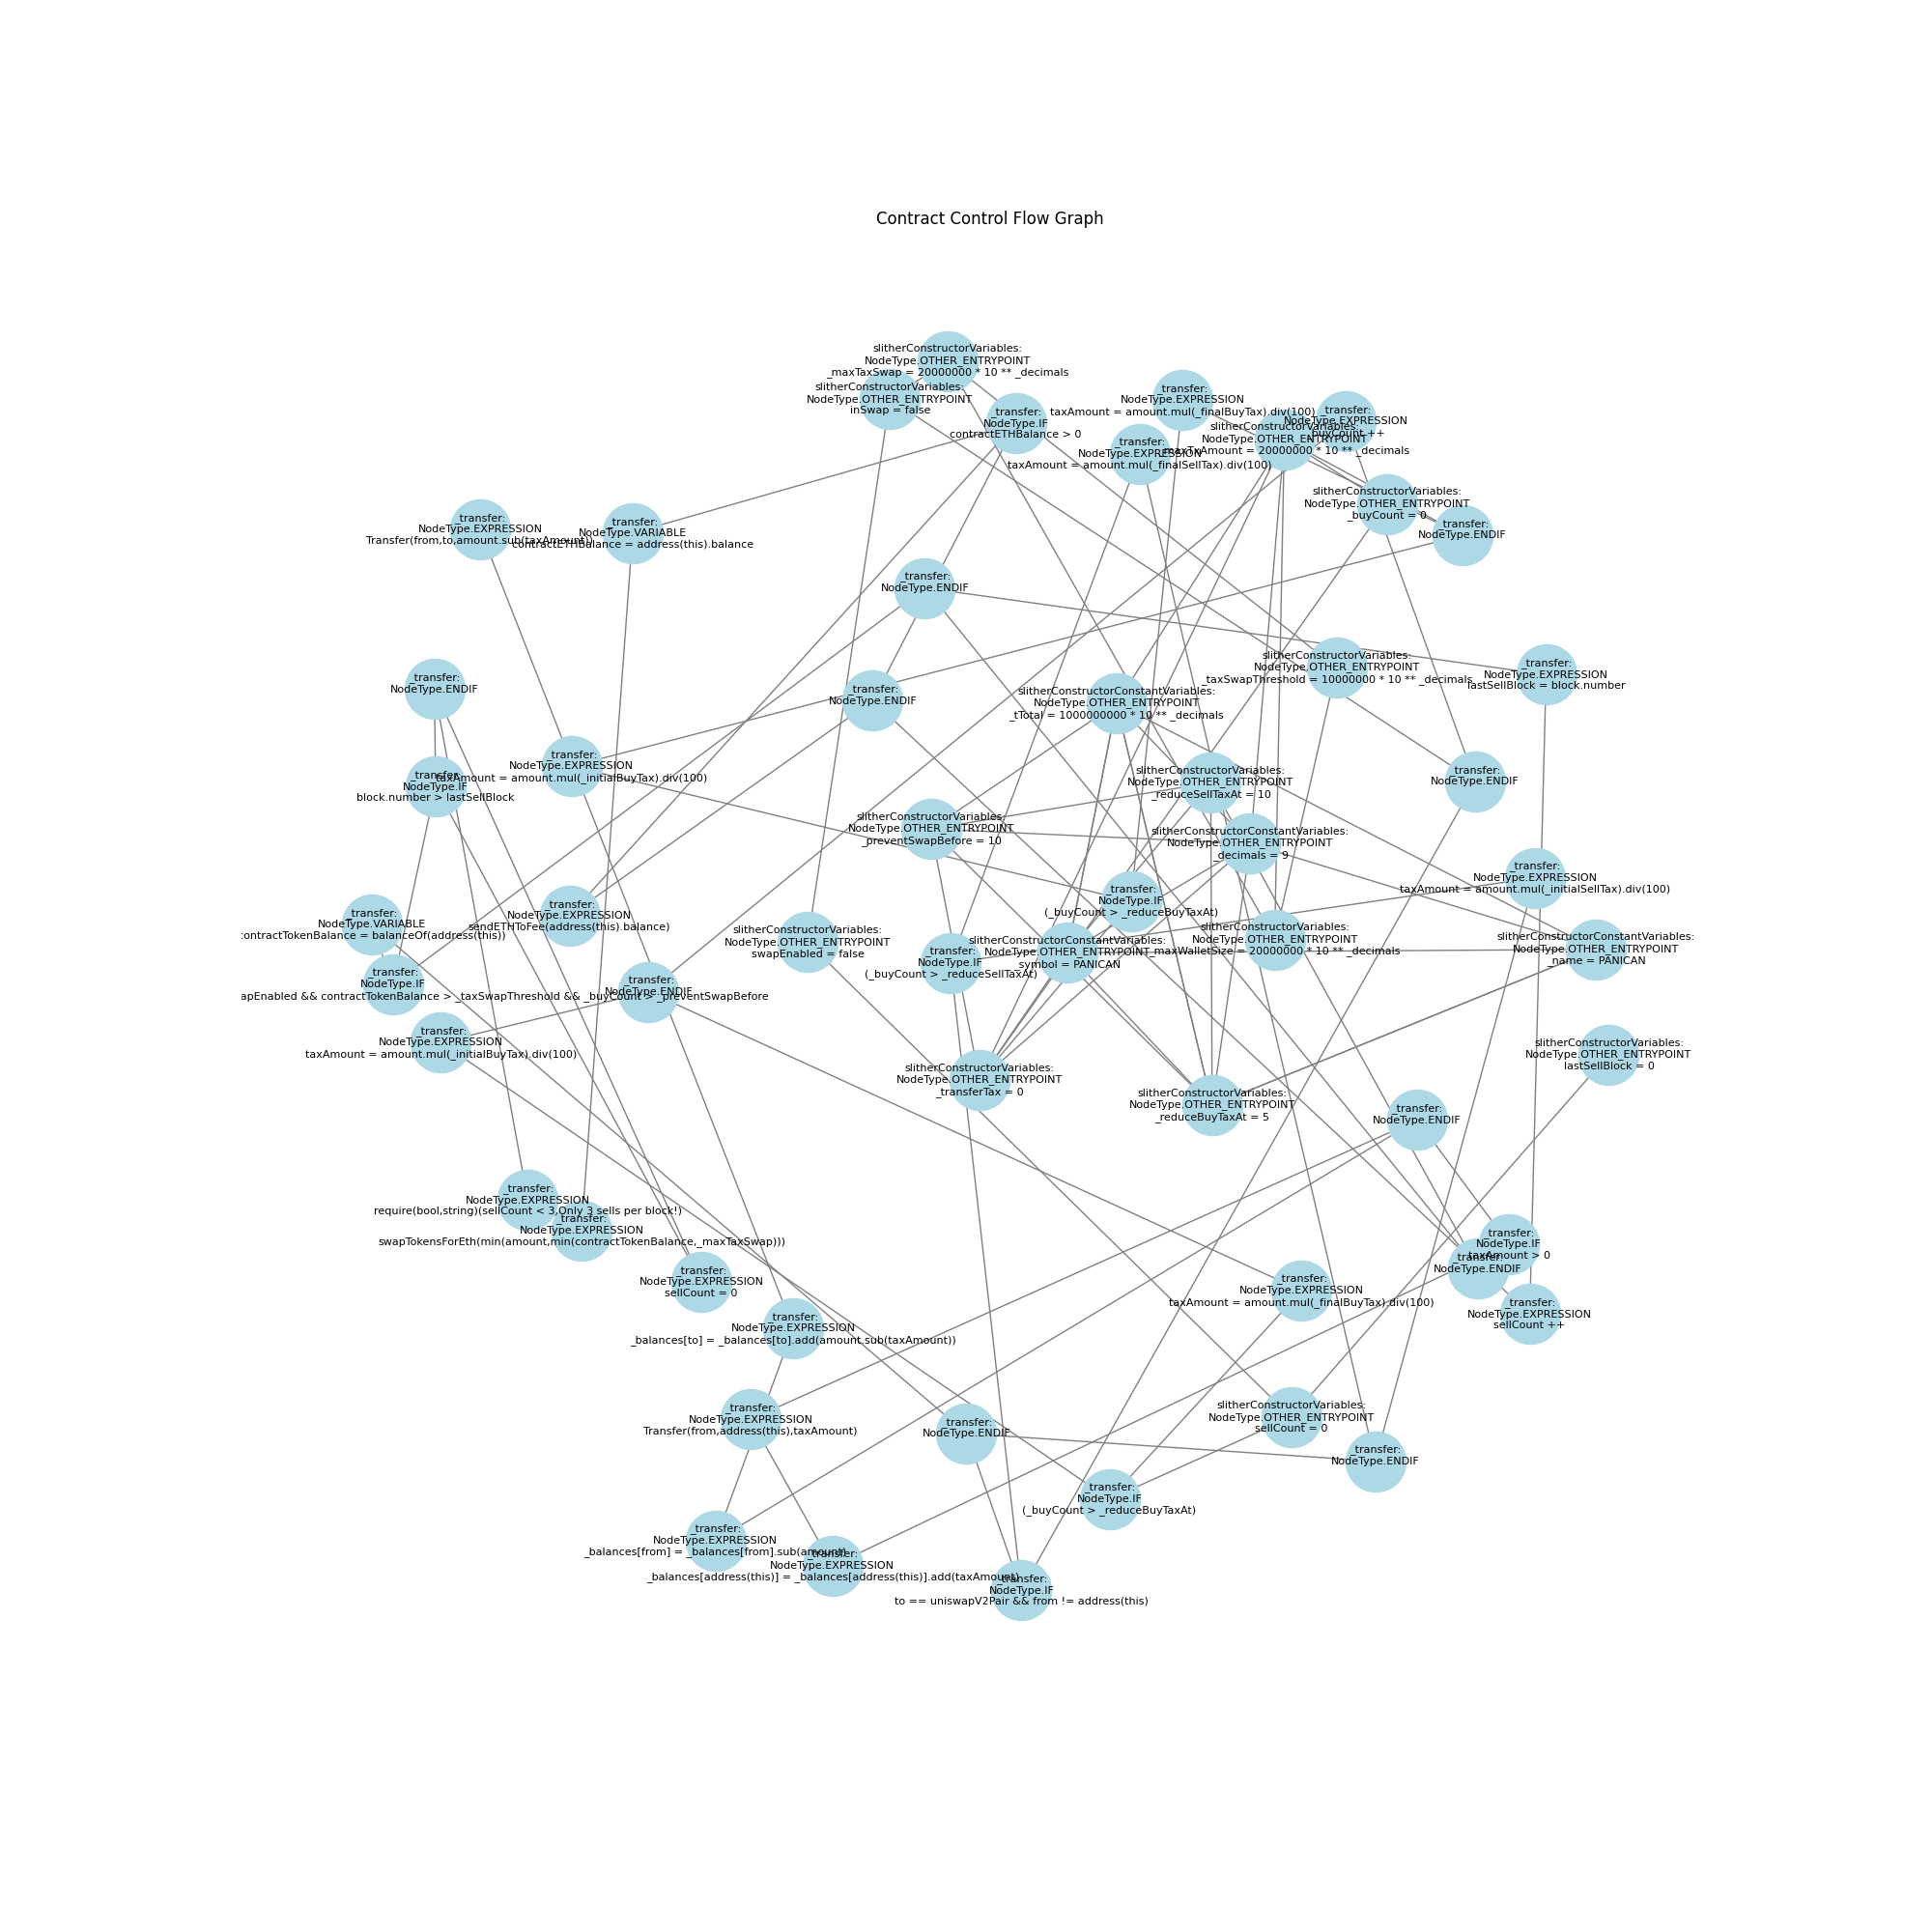 Contract Control Flow Graph
slitherConstructorVariables:
NodeType.OTHER_ENTRYPOINT
_maxTaxSwap = 20000000 * 10 ** _decimals
slitherConstructorVariables:
NodeType.OTHER_ENTRYPOINT
inSwap = false
_transfer:
NodeType.IF
contractETHBalance > 0
_transfer:
NodeType.EXPRESSION
taxAmount = amount.mul(_finalBuyTax).div(100)
_transfer:
NodeType.EXPRESSION
_buyCount ++
slitherConstructorVariables:
NodeType.OTHER_ENTRYPOINT
_maxTxAmount = 20000000 * 10 ** _decimals
_transfer:
NodeType.EXPRESSION
taxAmount = amount.mul(_finalSellTax).div(100)
slitherConstructorVariables:
NodeType.OTHER_ENTRYPOINT
_buyCount = 0
_transfer:
NodeType.ENDIF
_transfer:
NodeType.EXPRESSION
Transfer(from,to,amount.sub(taxAmount))
_transfer:
NodeType.VARIABLE
contractETHBalance = address(this).balance
_transfer:
NodeType.ENDIF
slitherConstructorVariables:
NodeType.OTHER_ENTRYPOINT
_taxSwapThreshold = 10000000 * 10 ** _decimals
_transfer:
NodeType.EXPRESSION
lastSellBlock = block.number
_transfer:
NodeType.ENDIF
_transfer:
NodeType.ENDIF
slitherConstructorConstantVariables:
NodeType.OTHER_ENTRYPOINT
_tTotal = 1000000000 * 10 ** _decimals
_transfer:
NodeType.EXPRESSION
taxAmount = amount.mul(_initialBuyTax).div(100)
_transfer:
NodeType.IF
block.number > lastSellBlock
slitherConstructorVariables:
NodeType.OTHER_ENTRYPOINT
_reduceSellTaxAt = 10
_transfer:
NodeType.ENDIF
slitherConstructorVariables:
NodeType.OTHER_ENTRYPOINT
_preventSwapBefore = 10
slitherConstructorConstantVariables:
NodeType.OTHER_ENTRYPOINT
_decimals = 9
_transfer:
NodeType.EXPRESSION
taxAmount = amount.mul(_initialSellTax).div(100)
_transfer:
NodeType.IF
(_buyCount > _reduceBuyTaxAt)
_transfer:
NodeType.VARIABLE
contractTokenBalance = balanceOf(address(this))
_transfer:
NodeType.EXPRESSION
sendETHToFee(address(this).balance)
slitherConstructorVariables:
NodeType.OTHER_ENTRYPOINT
swapEnabled = false
slitherConstructorVariables:
NodeType.OTHER_ENTRYPOINT
_maxWalletSize = 20000000 * 10 ** _decimals
slitherConstructorConstantVariables:
NodeType.OTHER_ENTRYPOINT
_symbol = PANICAN
slitherConstructorConstantVariables:
NodeType.OTHER_ENTRYPOINT
_name = PANICAN
_transfer:
NodeType.IF
(_buyCount > _reduceSellTaxAt)
_transfer:
NodeType.IF
apEnabled && contractTokenBalance > _taxSwapThreshold && _buyCount > _preventSwapBefore
_transfer:
NodeType.ENDIF
_transfer:
NodeType.EXPRESSION
taxAmount = amount.mul(_initialBuyTax).div(100)
slitherConstructorVariables:
NodeType.OTHER_ENTRYPOINT
lastSellBlock = 0
slitherConstructorVariables:
NodeType.OTHER_ENTRYPOINT
_transferTax = 0
slitherConstructorVariables:
NodeType.OTHER_ENTRYPOINT
_reduceBuyTaxAt = 5
_transfer:
NodeType.ENDIF
_transfer:
NodeType.EXPRESSION
require(bool,string)(sellCount < 3,Only 3 sells per block!)
_transfer:
NodeType.EXPRESSION
swapTokensForEth(min(amount,min(contractTokenBalance,_maxTaxSwap)))
_transfer:
NodeType.IF
taxAmount > 0
_transfer:
NodeType.ENDIF
_transfer:
NodeType.EXPRESSION
sellCount = 0
_transfer:
NodeType.EXPRESSION
taxAmount = amount.mul(_finalBuyTax).div(100)
_transfer:
NodeType.EXPRESSION
sellCount ++
_transfer:
NodeType.EXPRESSION
_balances[to] = _balances[to].add(amount.sub(taxAmount))
_transfer:
NodeType.EXPRESSION
Transfer(from,address(this),taxAmount)
slitherConstructorVariables:
NodeType.OTHER_ENTRYPOINT
sellCount = 0
_transfer:
NodeType.ENDIF
_transfer:
NodeType.ENDIF
_transfer:
NodeType.IF
(_buyCount > _reduceBuyTaxAt)
_transfer:
NodeType.EXPRESSION
_balances[from] = _balances[from].sub(amount)
_transfer:
NodeType.EXPRESSION
_balances[address(this)] = _balances[address(this)].add(taxAmount)
_transfer:
NodeType.IF
to == uniswapV2Pair && from != address(this)